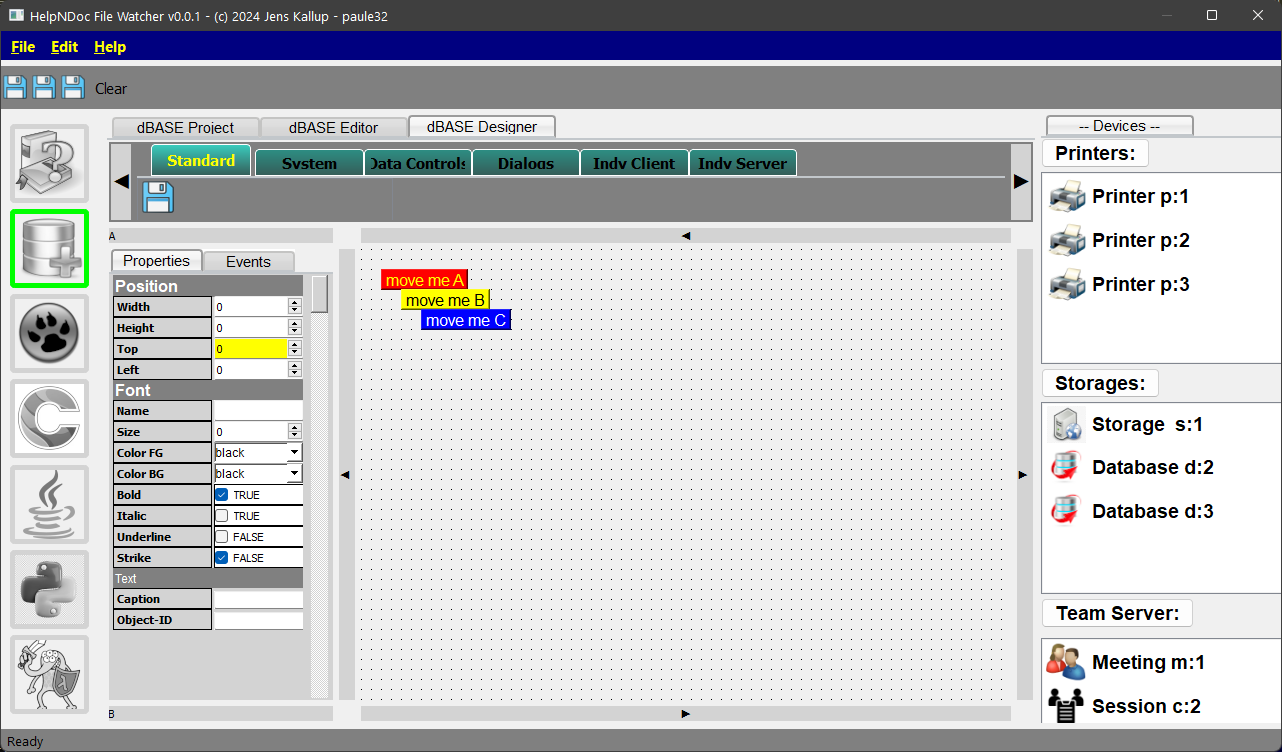 HelpNDoc File Watcher v0.0.1 - (c) 2024 Jens Kallup - paule32
File Edit Help
Clear
dBASE Project dBASE Editor dBASE Designer
Standard System Data Controls Dialogs Indy Client Indy Server
A
Properties Events
Position
Width 0
Height 0
Top 0
Left 0
Font
Name
Size 0
Color FG black
Color BG black
Bold TRUE
Italic TRUE
Underline FALSE
Strike FALSE
Text
Caption
Object-ID
B
move me A
move me B
move me C
-- Devices --
Printers:
Printer p:1
Printer p:2
Printer p:3
Storages:
Storage s:1
Database d:2
Database d:3
Team Server:
Meeting m:1
Session c:2
Ready